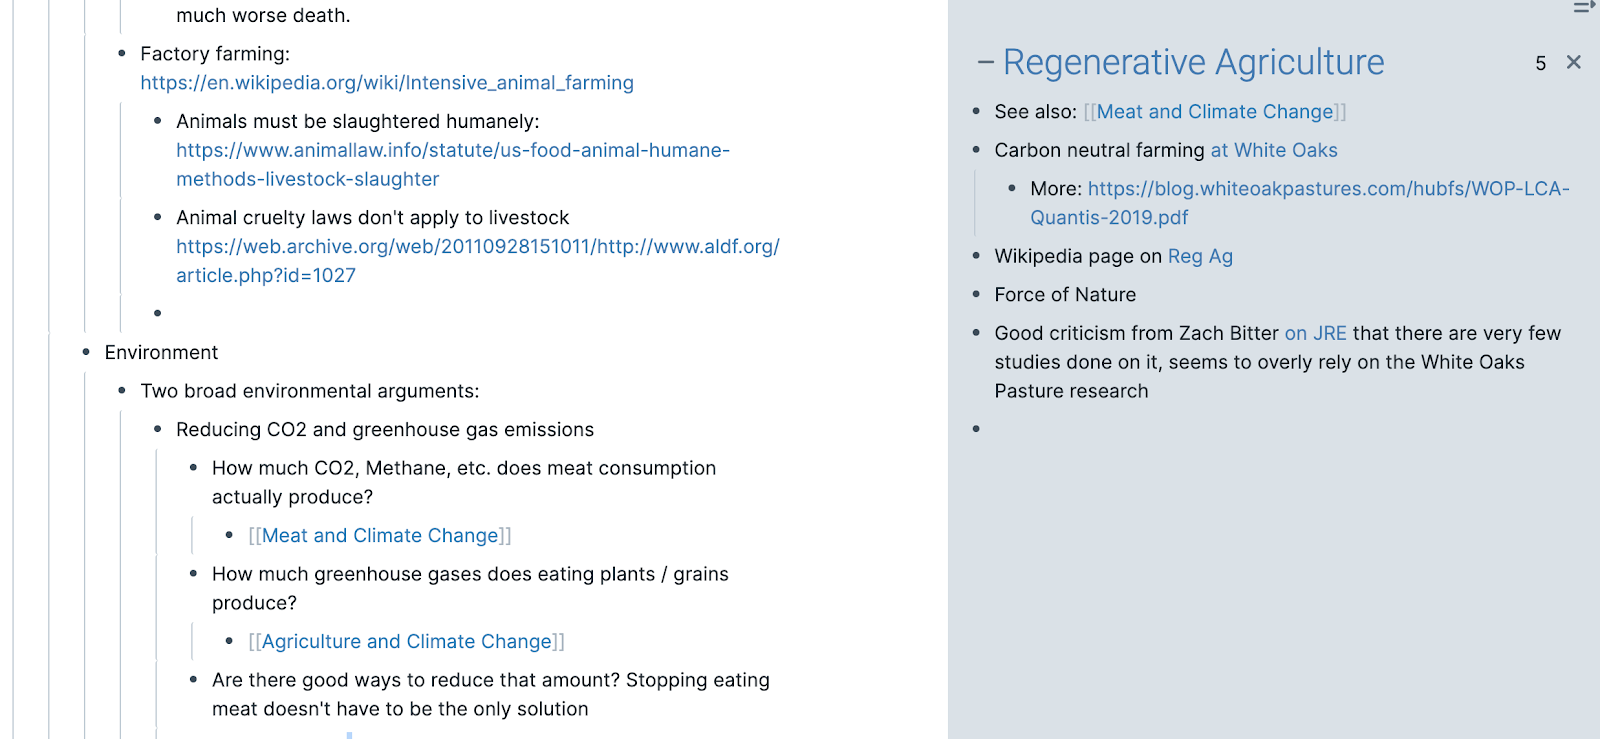 much worse death.
Factory farming:
https://en.wikipedia.org/wiki/Intensive_animal_farming
Animals must be slaughtered humanely:
https://www.animallaw.info/statute/us-food-animal-humane-
methods-livestock-slaughter
Animal cruelty laws don't apply to livestock
https://web.archive.org/web/20110928151011/http://www.aldf.org/
article.php?id=1027
Environment
Two broad environmental arguments:
Reducing CO2 and greenhouse gas emissions
How much CO2, Methane, etc. does meat consumption
actually produce?
[[Meat and Climate Change]]
How much greenhouse gases does eating plants / grains
produce?
[[Agriculture and Climate Change]]
Are there good ways to reduce that amount? Stopping eating
meat doesn't have to be the only solution
Regenerative Agriculture 5
See also: [[Meat and Climate Change]]
Carbon neutral farming at White Oaks
More: https://blog.whiteoakpastures.com/hubfs/WOP-LCA-
Quantis-2019.pdf
Wikipedia page on Reg Ag
Force of Nature
Good criticism from Zach Bitter on JRE that there are very few
studies done on it, seems to overly rely on the White Oaks
Pasture research